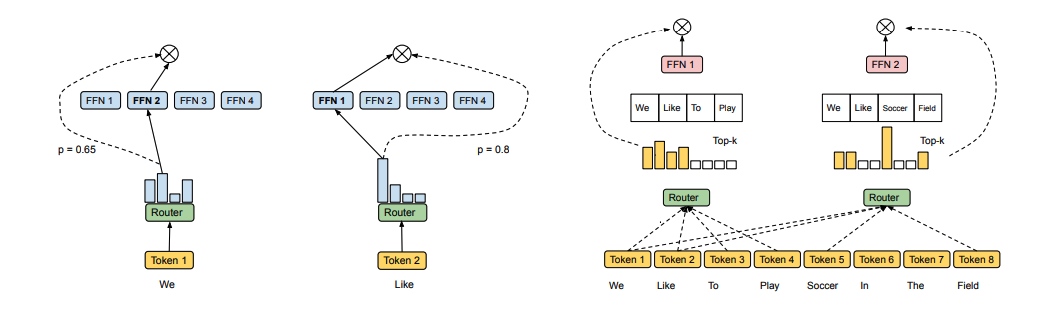 FFN 1 FFN 2 FFN 3 FFN 4
p = 0.65
Router
Token 1
We
FFN 1 FFN 2 FFN 3 FFN 4
p = 0.8
Router
Token 2
Like
FFN 1
We Like To Play
Top-k
Router
FFN 2
We Like Soccer Field
Top-k
Router
Token 1 Token 2 Token 3 Token 4 Token 5 Token 6 Token 7 Token 8
We Like To Play Soccer In The Field